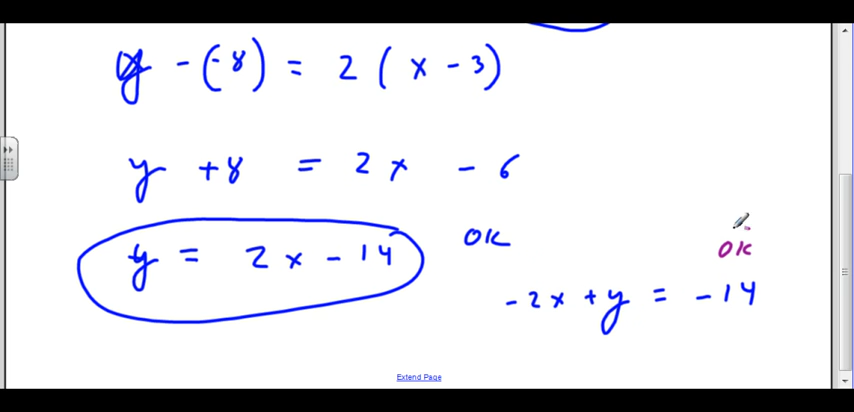 y - (-8) = 2 ( x - 3 )
y + 8 = 2x - 6
y = 2x - 14 OK
OK
-2x + y = -14
Extend Page